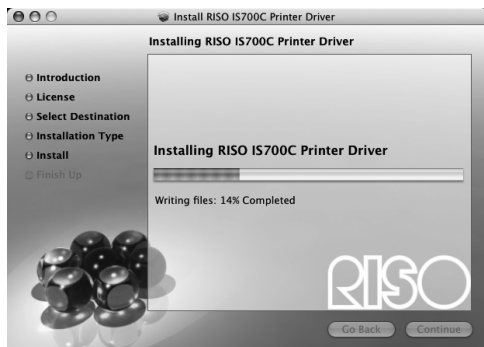 Install RISO IS700C Printer Driver
Installing RISO IS700C Printer Driver
Introduction
License
Select Destination
Installation Type
Install
Finish Up
Installing RISO IS700C Printer Driver
Writing files: 14% Completed
RISO
Go Back
Continue